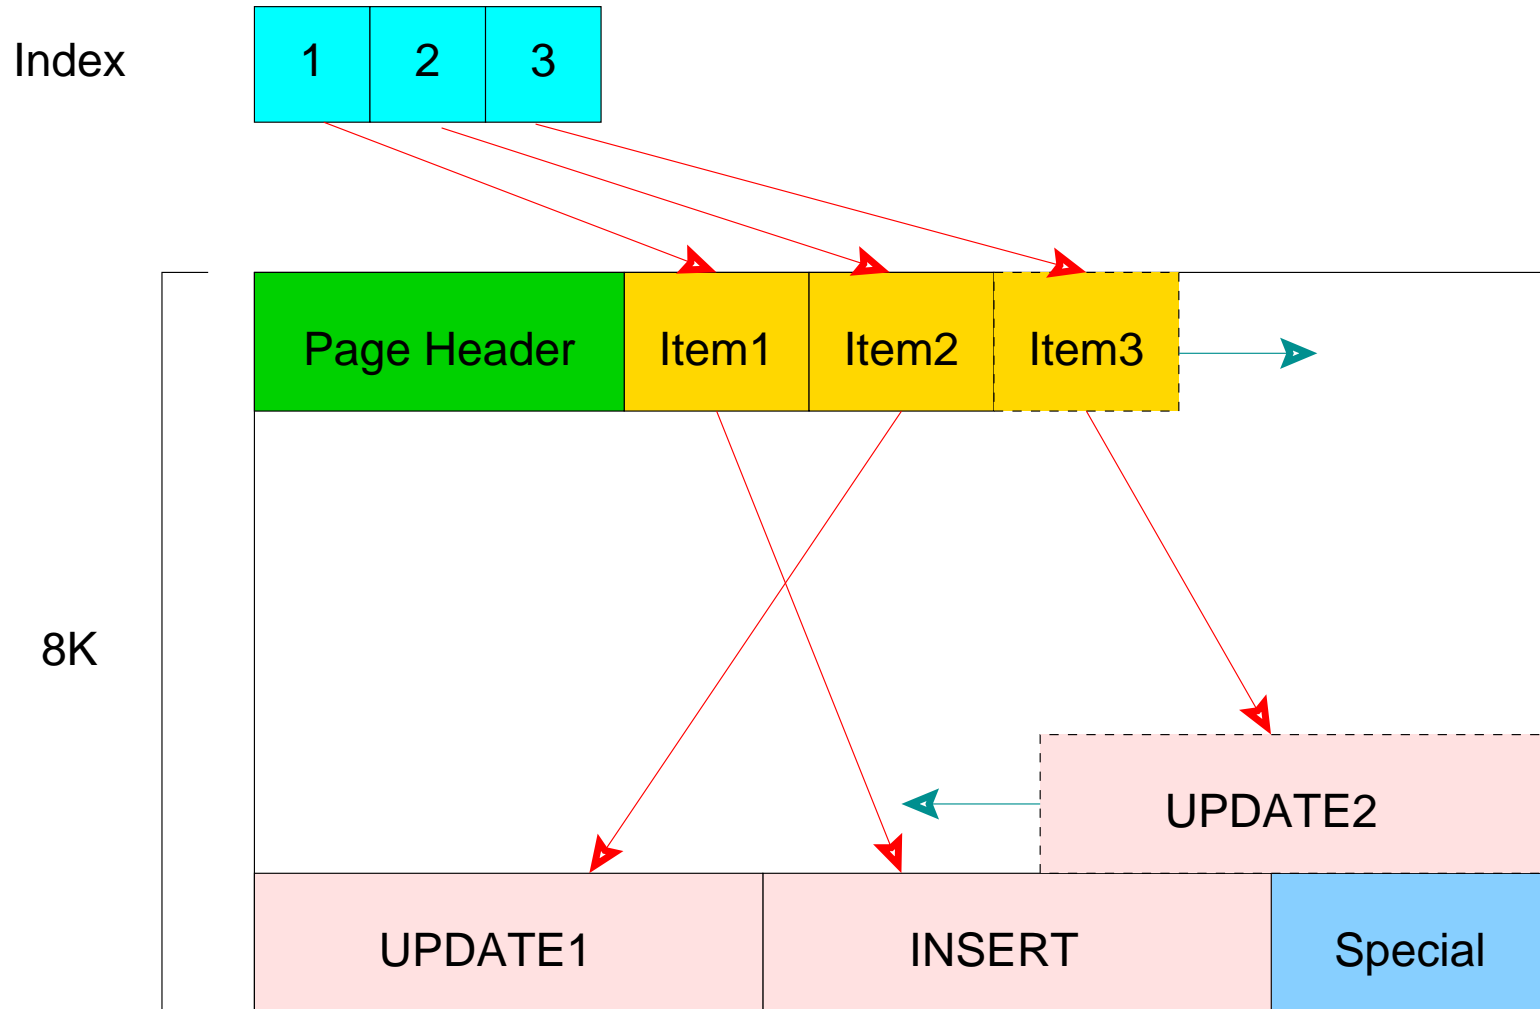 Index
1 2 3
Page Header Item1 Item2 Item3
8K
UPDATE2
UPDATE1 INSERT Special